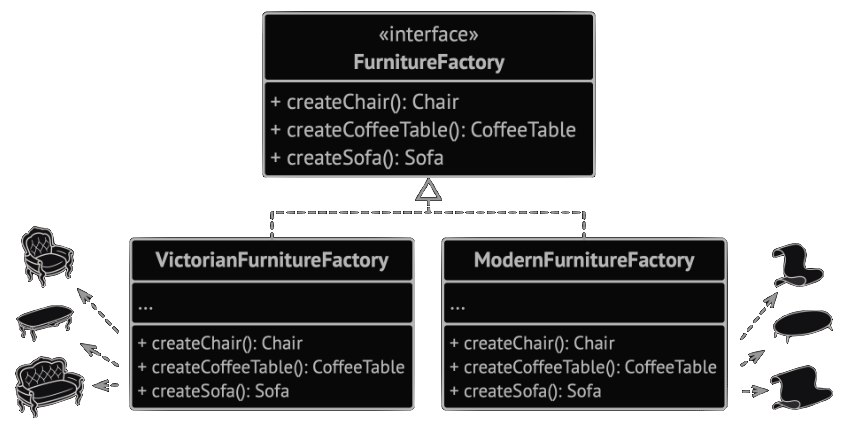 «interface»
FurnitureFactory
+ createChair(): Chair
+ createCoffeeTable(): CoffeeTable
+ createSofa(): Sofa
VictorianFurnitureFactory
...
+ createChair(): Chair
+ createCoffeeTable(): CoffeeTable
+ createSofa(): Sofa
ModernFurnitureFactory
...
+ createChair(): Chair
+ createCoffeeTable(): CoffeeTable
+ createSofa(): Sofa